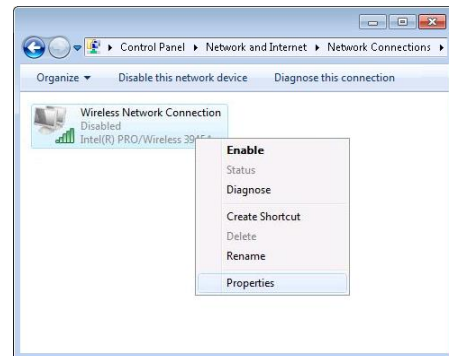 Control Panel ▸ Network and Internet ▸ Network Connections ▸
Organize ▾ Disable this network device Diagnose this connection
Wireless Network Connection
Disabled
Intel(R) PRO/Wireless
Enable
Status
Diagnose
Create Shortcut
Delete
Rename
Properties